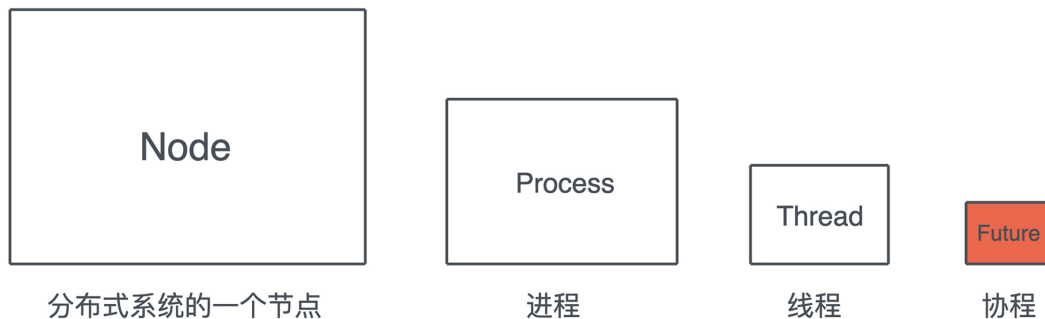 Node
Process
Thread
Future
分布式系统的一个节点
进程
线程
协程